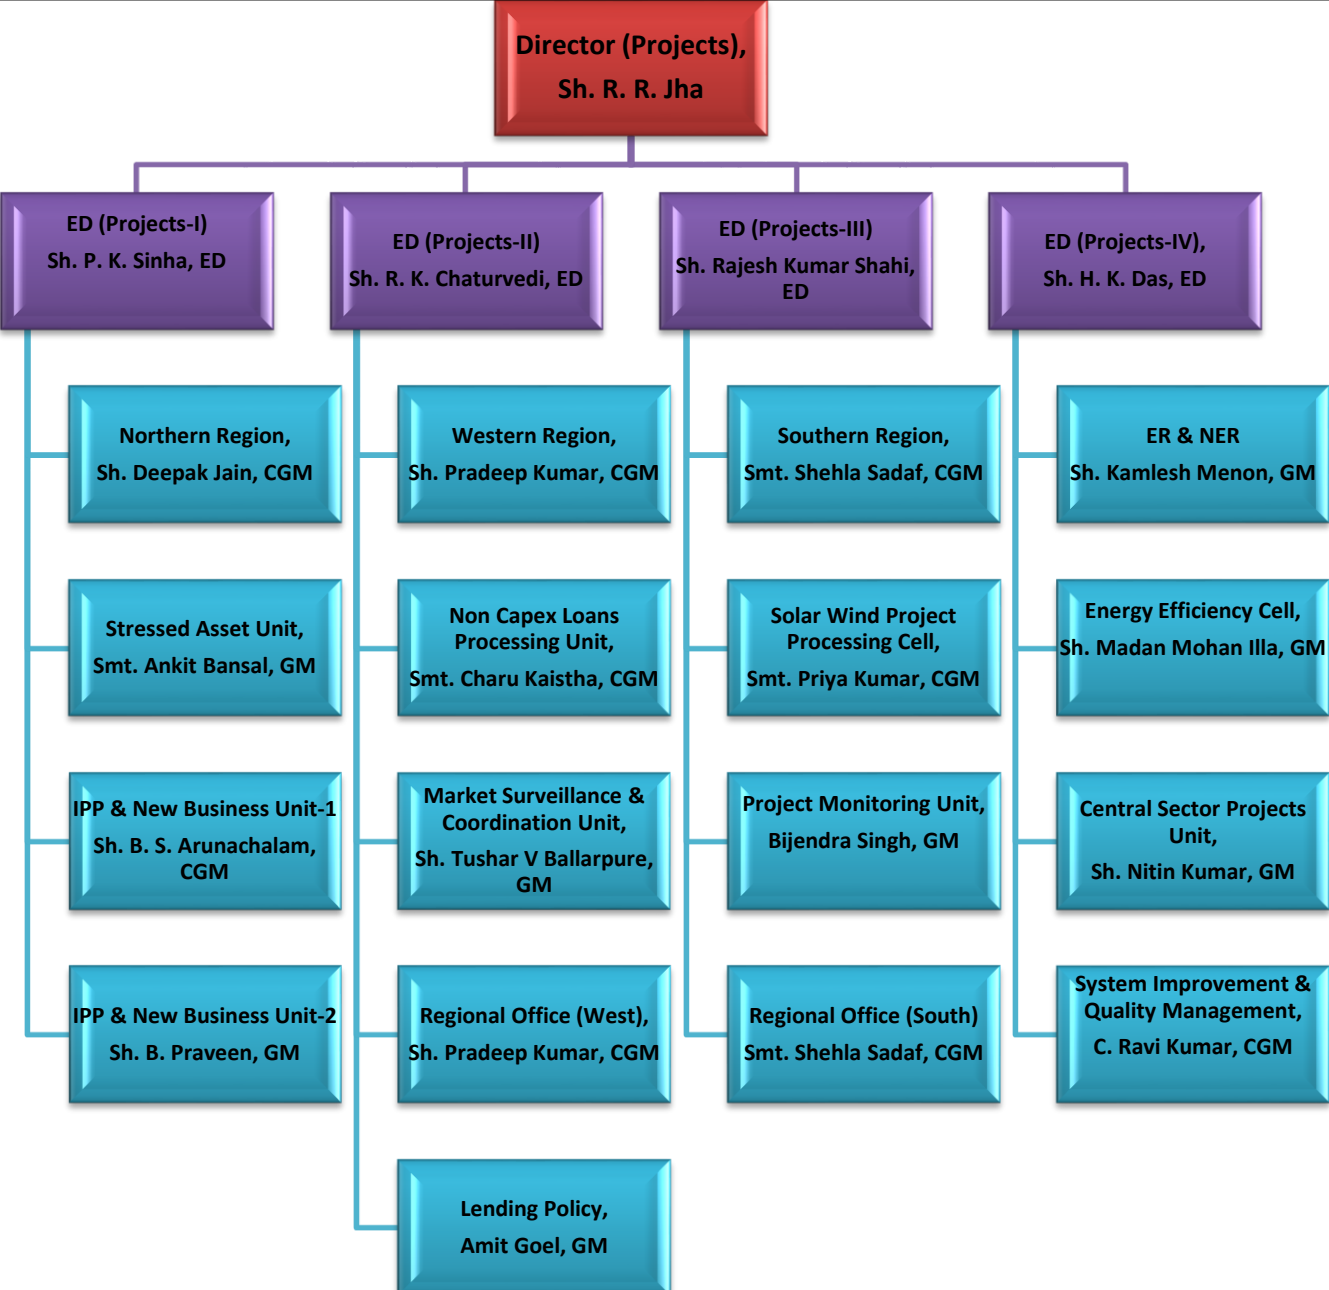 Director (Projects),
Sh. R. R. Jha
ED (Projects-I)
Sh. P. K. Sinha, ED
ED (Projects-II)
Sh. R. K. Chaturvedi, ED
ED (Projects-III)
Sh. Rajesh Kumar Shahi,
ED
ED (Projects-IV),
Sh. H. K. Das, ED
Northern Region,
Sh. Deepak Jain, CGM
Western Region,
Sh. Pradeep Kumar, CGM
Southern Region,
Smt. Shehla Sadaf, CGM
ER & NER
Sh. Kamlesh Menon, GM
Stressed Asset Unit,
Smt. Ankit Bansal, GM
Non Capex Loans
Processing Unit,
Smt. Charu Kaistha, CGM
Solar Wind Project
Processing Cell,
Smt. Priya Kumar, CGM
Energy Efficiency Cell,
Sh. Madan Mohan Illa, GM
IPP & New Business Unit-1
Sh. B. S. Arunachalam,
CGM
Market Surveillance &
Coordination Unit,
Sh. Tushar V Ballarpure,
GM
Project Monitoring Unit,
Bijendra Singh, GM
Central Sector Projects
Unit,
Sh. Nitin Kumar, GM
IPP & New Business Unit-2
Sh. B. Praveen, GM
Regional Office (West),
Sh. Pradeep Kumar, CGM
Regional Office (South)
Smt. Shehla Sadaf, CGM
System Improvement &
Quality Management,
C. Ravi Kumar, CGM
Lending Policy,
Amit Goel, GM